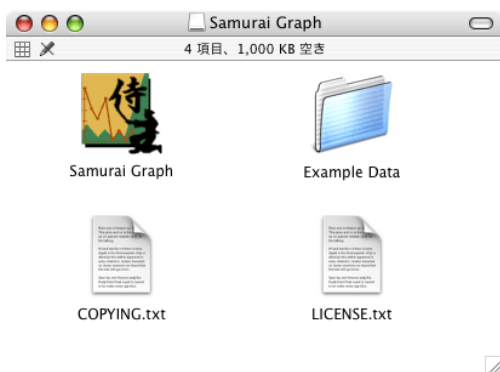 Samurai Graph
4 項目、1,000 KB 空き
侍
Samurai Graph
Example Data
COPYING.txt
LICENSE.txt